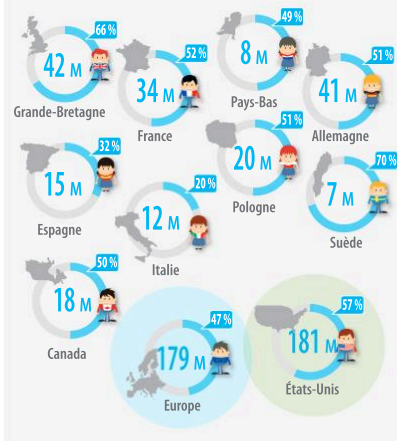 66 %
42 M
Grande-Bretagne
52 %
34 M
France
49 %
8 M
Pays-Bas
51 %
41 M
Allemagne
32 %
15 M
Espagne
20 %
12 M
Italie
51 %
20 M
Pologne
70 %
7 M
Suède
50 %
18 M
Canada
47 %
179 M
Europe
57 %
181 M
États-Unis